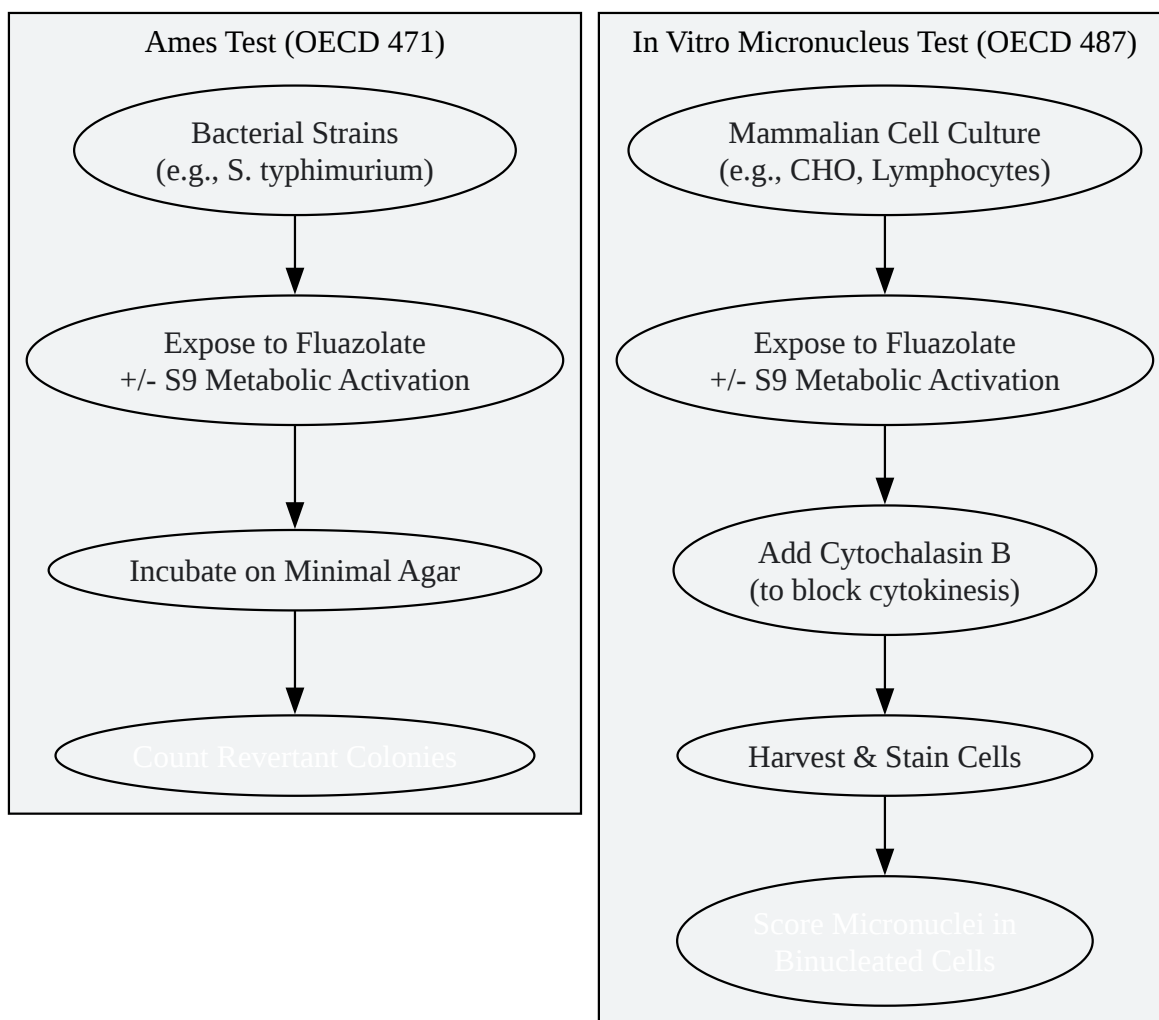 Ames Test (OECD 471)
Bacterial Strains
(e.g., S. typhimurium)
Expose to Fluazolate
+/- S9 Metabolic Activation
Incubate on Minimal Agar
Count Revertant Colonies
In Vitro Micronucleus Test (OECD 487)
Mammalian Cell Culture
(e.g., CHO, Lymphocytes)
Expose to Fluazolate
+/- S9 Metabolic Activation
Add Cytochalasin B
(to block cytokinesis)
Harvest & Stain Cells
Score Micronuclei in
Binucleated Cells